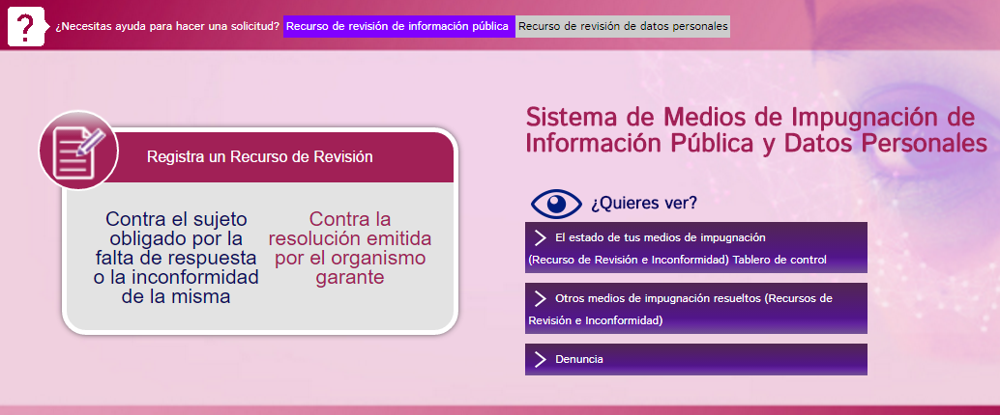 ¿Necesitas ayuda para hacer una solicitud? Recurso de revisión de información pública Recurso de revisión de datos personales
Registra un Recurso de Revisión
Contra el sujeto
obligado por la
falta de respuesta
o la inconformidad
de la misma
Contra la
resolución emitida
por el organismo
garante
Sistema de Medios de Impugnación de
Información Pública y Datos Personales
¿Quieres ver?
El estado de tus medios de impugnación
(Recurso de Revisión e Inconformidad) Tablero de control
Otros medios de impugnación resueltos (Recursos de
Revisión e Inconformidad)
Denuncia